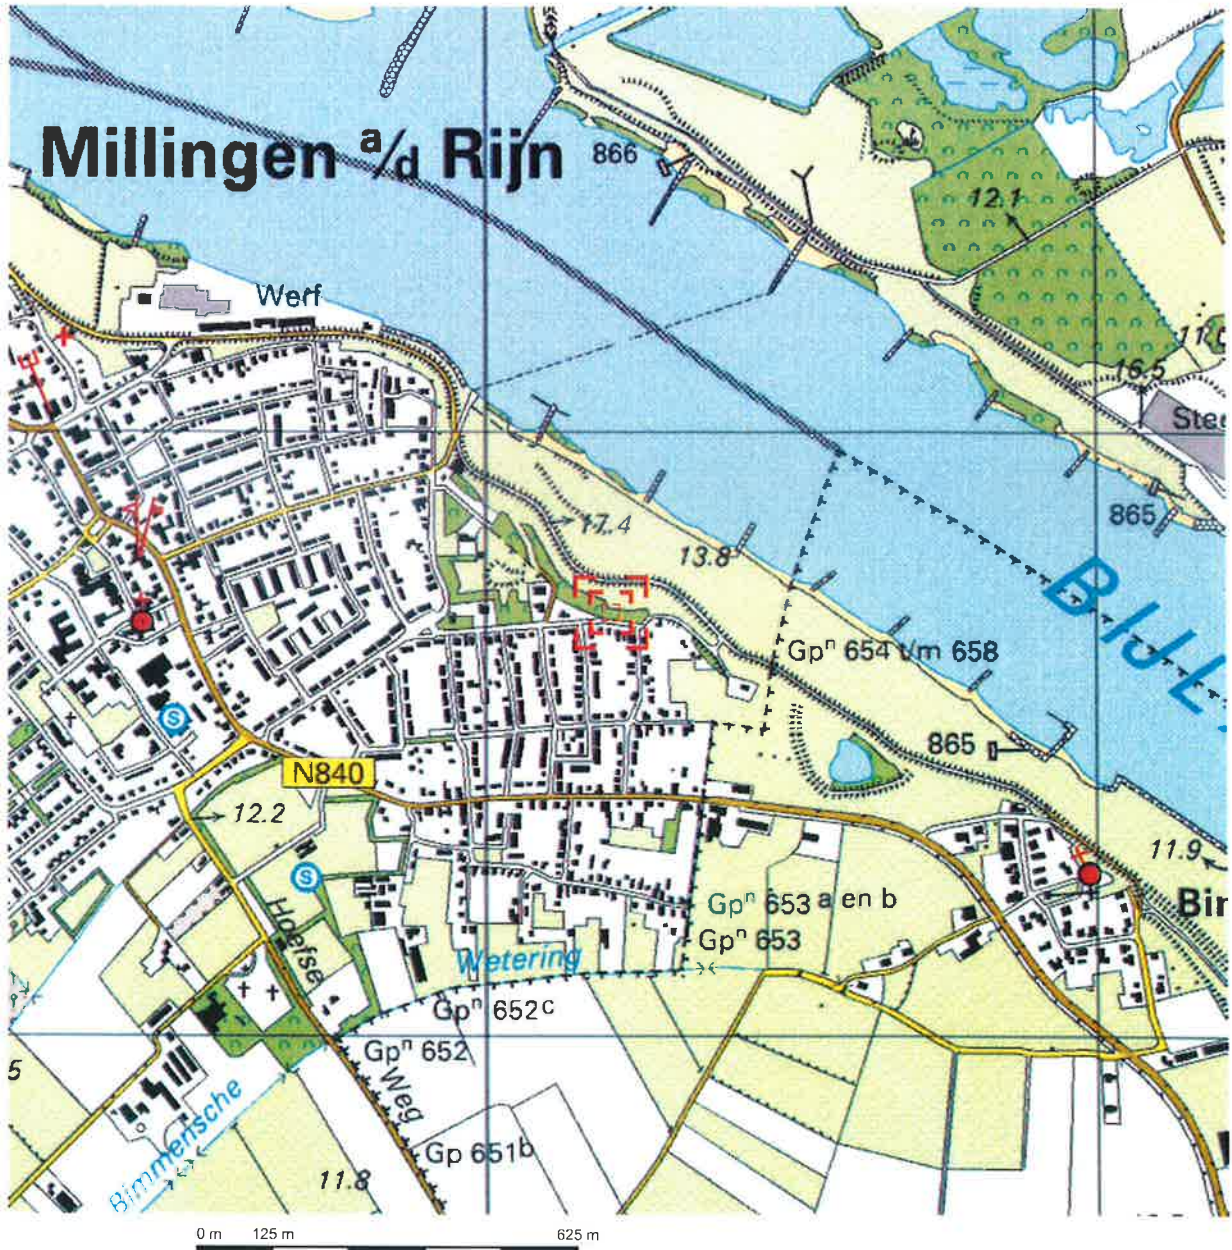 Millingen a/d Rijn
866
12.1
Werf
16.5
865
17.4
13.8
BIJL
Gpⁿ 654 t/m 658
S
865
N840
12.2
11.9
S
Gpⁿ 653 a en b
Bir
Hoefse
Gpⁿ 653
Wetering
Gpⁿ 652c
Gpⁿ 652
5
Weg
Bimmensche
Gp 651b
11.8
0 m 125 m 625 m